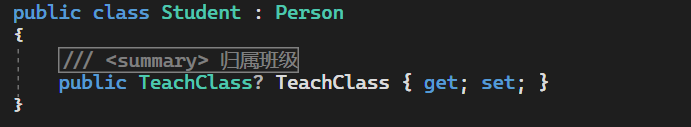 public class Student : Person
{
/// <summary> 归属班级
public TeachClass? TeachClass { get; set; }
}